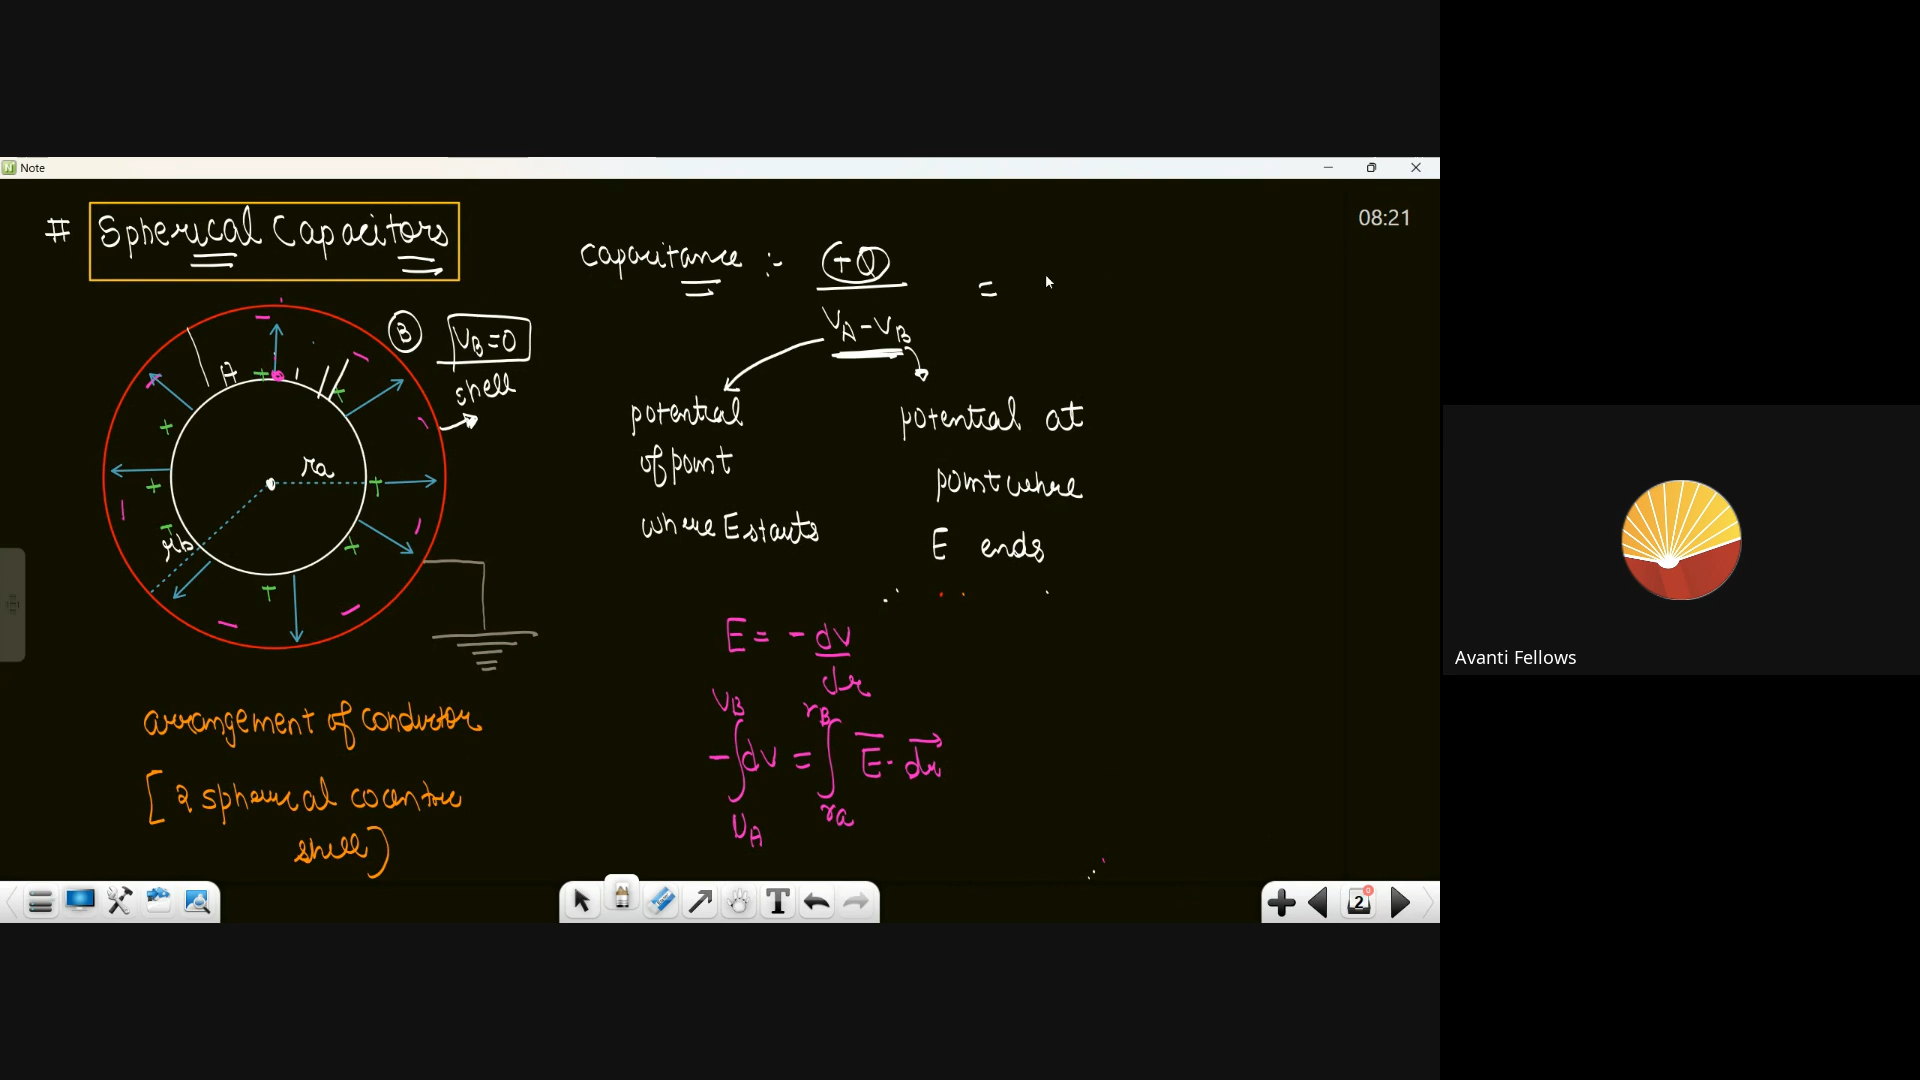 Note
08:21
# Spherical Capacitors
Capacitance :- +Q
=
VA - VB
B
VB=0
shell
A
+
ra
rb
potential
of point
where E starts
potential at
point where
E ends
E = - dv
dr
VB rB
-∫dv = ∫ E . dr
VA ra
arrangement of conductor
[2 spherical cocentric
shell)
T
2
0
Avanti Fellows